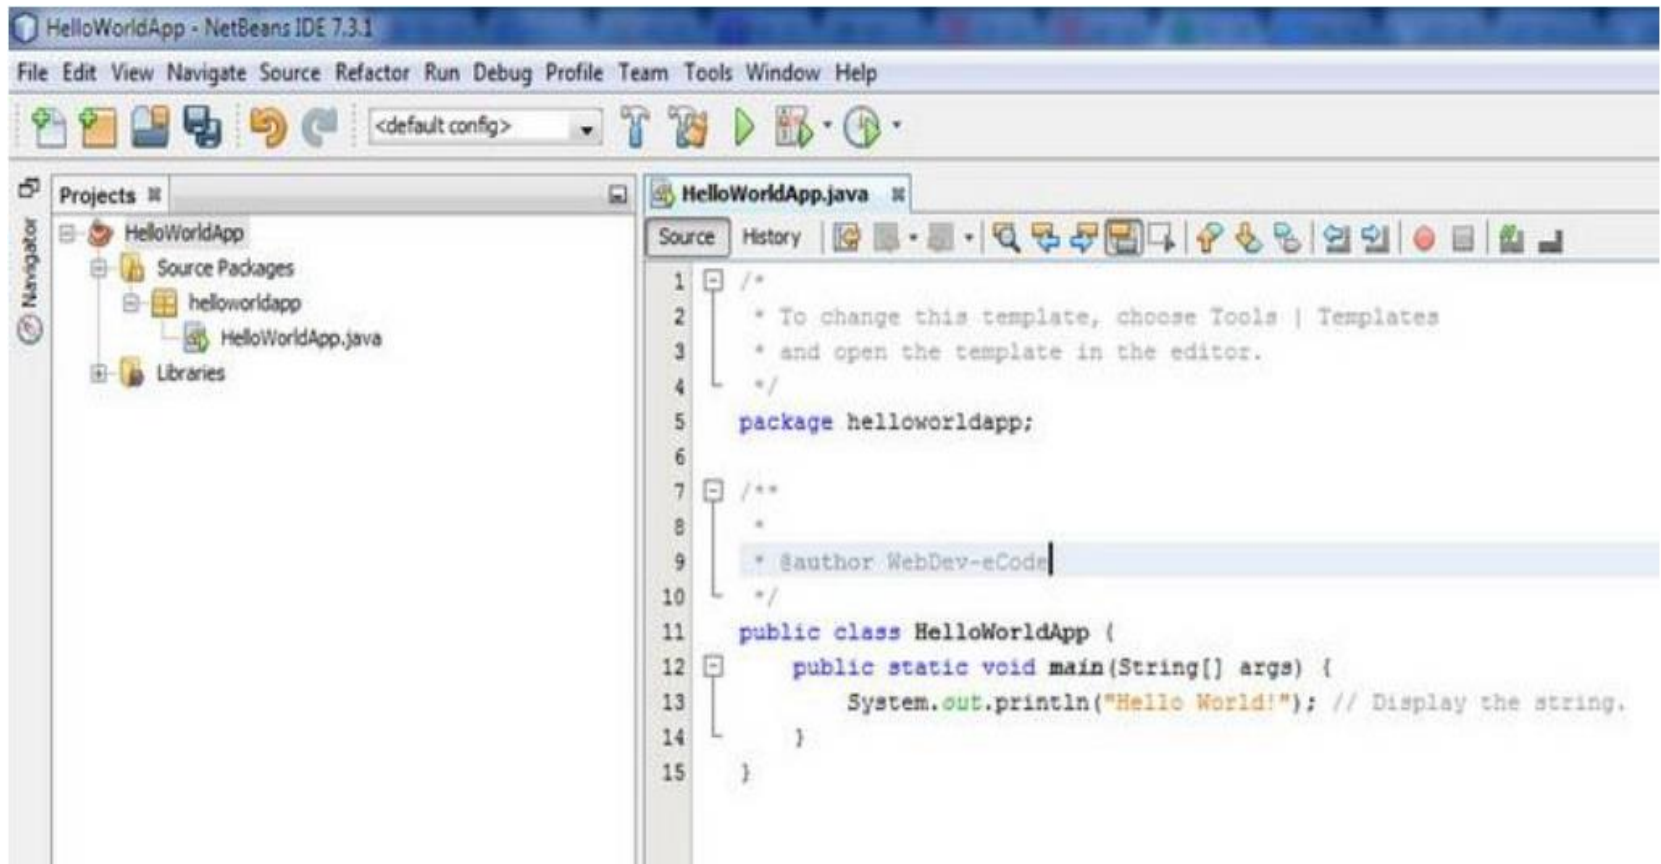 HelloWorldApp - NetBeans IDE 7.3.1
File Edit View Navigate Source Refactor Run Debug Profile Team Tools Window Help
<default config>
Navigator
Projects
HelloWorldApp
Source Packages
helloworldapp
HelloWorldApp.java
Libraries
HelloWorldApp.java
Source History
1 /*
2 * To change this template, choose Tools | Templates
3 * and open the template in the editor.
4 */
5 package helloworldapp;
6
7 /**
8 *
9 * @author WebDev-eCode
10 */
11 public class HelloWorldApp {
12 public static void main(String[] args) {
13 System.out.println("Hello World!"); // Display the string.
14 }
15 }